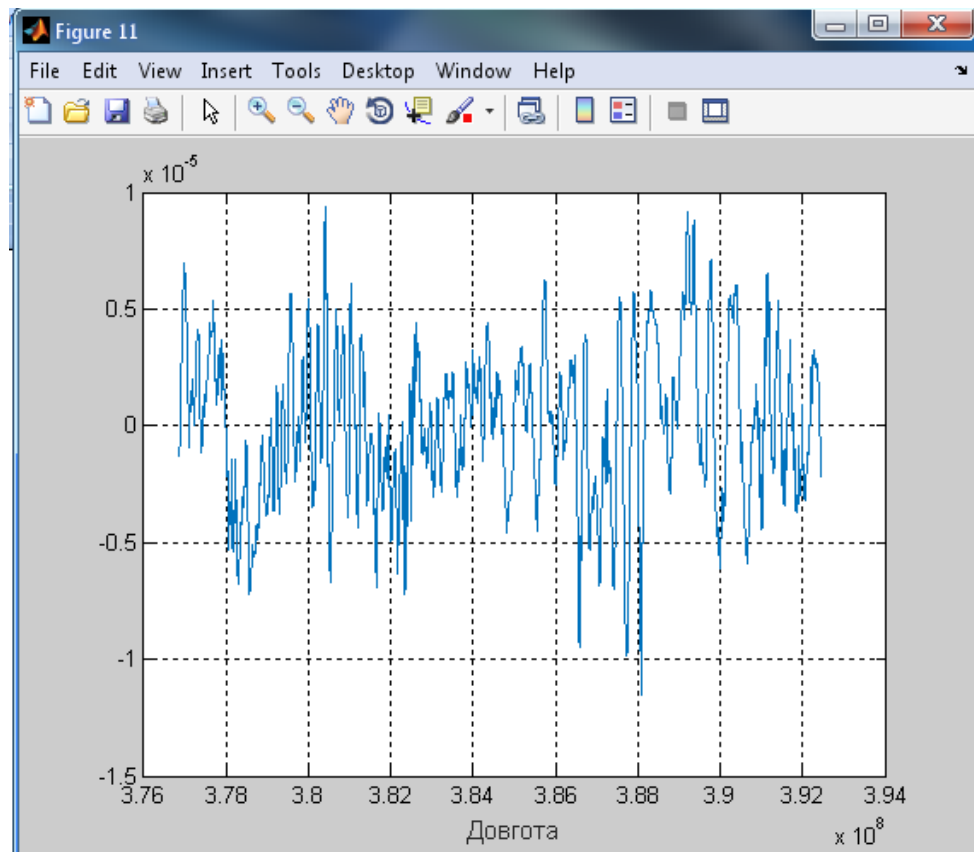 Figure 11
File Edit View Insert Tools Desktop Window Help
x 10^-5
1
0.5
0
-0.5
-1
-1.5
3.76 3.78 3.8 3.82 3.84 3.86 3.88 3.9 3.92 3.94
Довгота
x 10^8